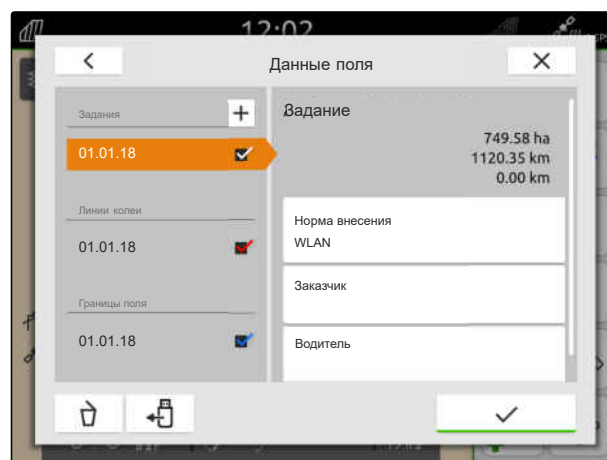 12:02
Данные поля
Задания
01.01.18
Линии колеи
01.01.18
Границы поля
01.01.18
Задание
749.58 ha
1120.35 km
0.00 km
Норма внесения
WLAN
Заказчик
Водитель